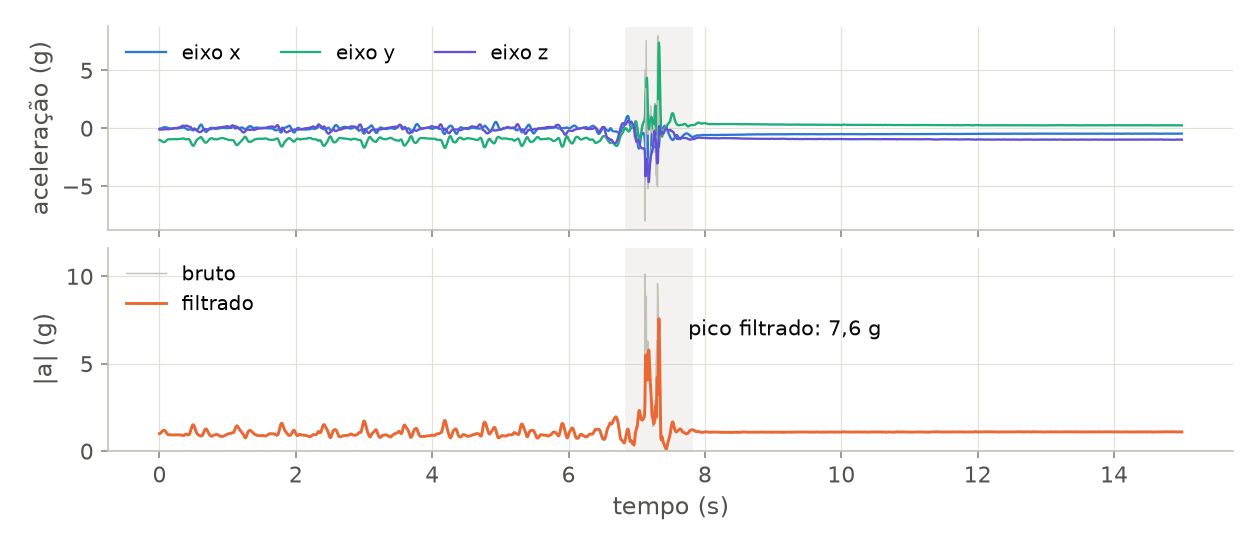 eixo x eixo y eixo z
aceleração (g)
5
0
−5
bruto
filtrado
pico filtrado: 7,6 g
|a| (g)
10
5
0
0 2 4 6 8 10 12 14
tempo (s)